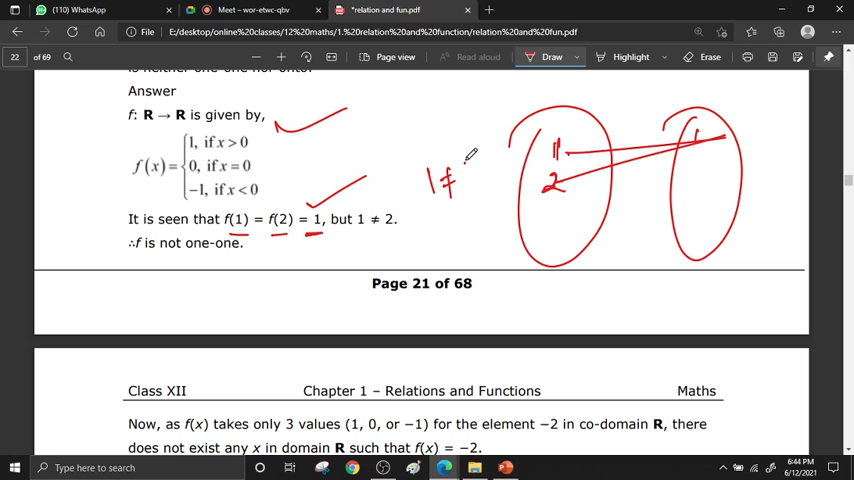 (110) WhatsApp
Meet – wor-etwc-qbv
*relation and fun.pdf
File
E:/desktop/online%20classes/12%20maths/1.%20relation%20and%20function/relation%20and%20fun.pdf
22
of 69
Page view
Read aloud
Draw
Highlight
Erase
is neither one-one nor onto.
Answer
f: R → R is given by,
f(x) = { 1, if x > 0
0, if x = 0
−1, if x < 0
It is seen that f(1) = f(2) = 1, but 1 ≠ 2.
∴f is not one-one.
1 ≠
1
2
1
Page 21 of 68
Class XII
Chapter 1 – Relations and Functions
Maths
Now, as f(x) takes only 3 values (1, 0, or −1) for the element −2 in co-domain R, there
does not exist any x in domain R such that f(x) = −2.
Type here to search
6:44 PM
6/12/2021